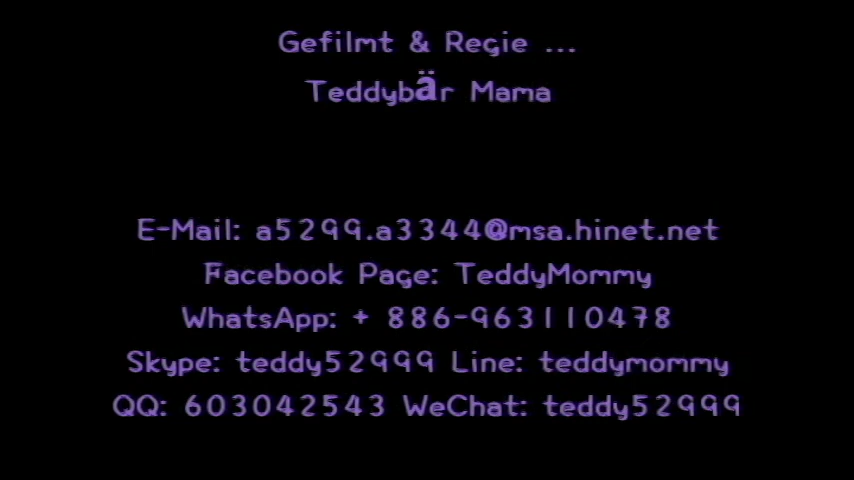 Gefilmt & Regie ...
Teddybär Mama
E-Mail: a5299.a3344@msa.hinet.net
Facebook Page: TeddyMommy
WhatsApp: + 886-963110478
Skype: teddy52999 Line: teddymommy
QQ: 603042543 WeChat: teddy52999